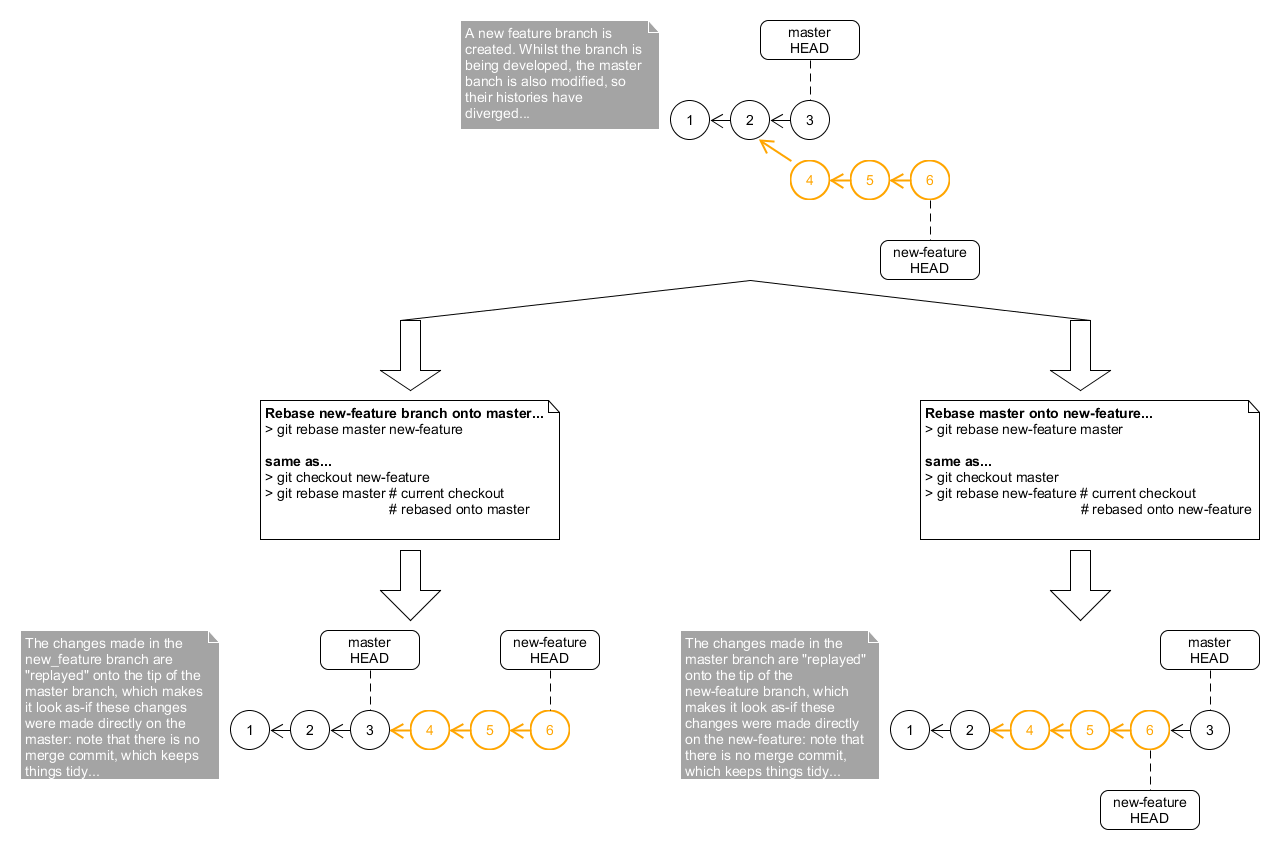 A new feature branch is
created. Whilst the branch is
being developed, the master
banch is also modified, so
their histories have
diverged...
master
HEAD
1
2
3
4
5
6
new-feature
HEAD
Rebase new-feature branch onto master...
> git rebase master new-feature
same as...
> git checkout new-feature
> git rebase master # current checkout
# rebased onto master
Rebase master onto new-feature...
> git rebase new-feature master
same as...
> git checkout master
> git rebase new-feature # current checkout
# rebased onto new-feature
The changes made in the
new_feature branch are
"replayed" onto the tip of the
master branch, which makes
it look as-if these changes
were made directly on the
master: note that there is no
merge commit, which keeps
things tidy...
master
HEAD
new-feature
HEAD
1
2
3
4
5
6
The changes made in the
master branch are "replayed"
onto the tip of the
new-feature branch, which
makes it look as-if these
changes were made directly
on the new-feature: note that
there is no merge commit,
which keeps things tidy...
master
HEAD
1
2
4
5
6
3
new-feature
HEAD